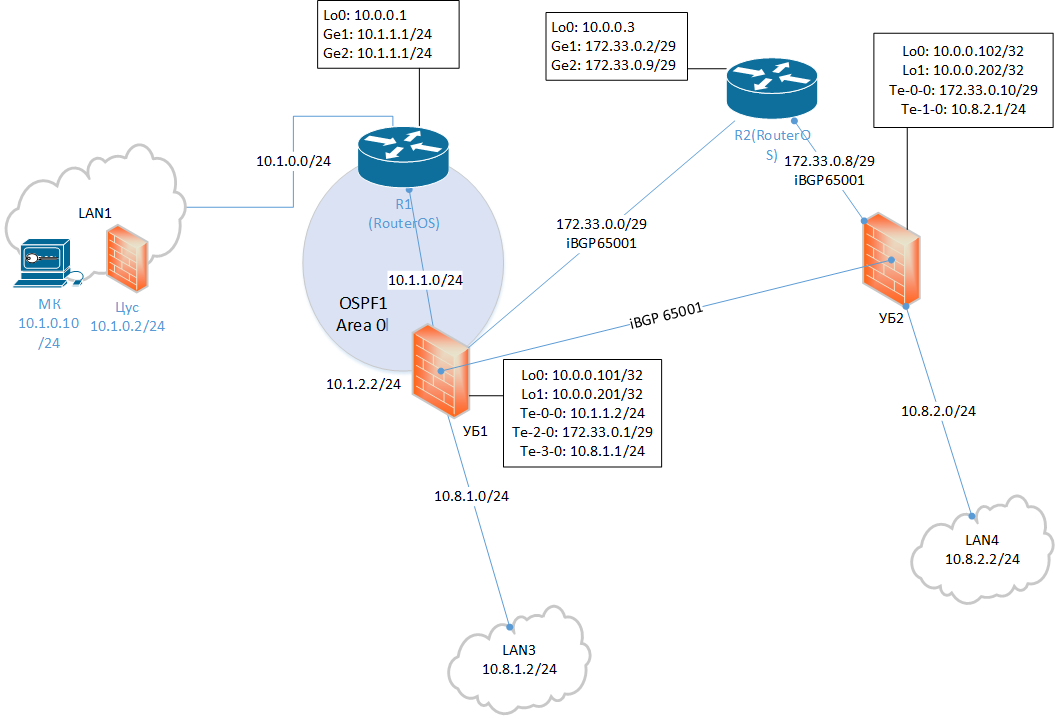 Lo0: 10.0.0.1
Ge1: 10.1.1.1/24
Ge2: 10.1.1.1/24
Lo0: 10.0.0.3
Ge1: 172.33.0.2/29
Ge2: 172.33.0.9/29
Lo0: 10.0.0.102/32
Lo1: 10.0.0.202/32
Te-0-0: 172.33.0.10/29
Te-1-0: 10.8.2.1/24
R2(RouterO
S)
10.1.0.0/24
172.33.0.8/29
iBGP65001
LAN1
R1
(RouterOS)
172.33.0.0/29
iBGP65001
10.1.1.0/24
МК
10.1.0.10
/24
Цус
10.1.0.2/24
OSPF1
Area 0
iBGP 65001
УБ2
10.1.2.2/24
УБ1
Lo0: 10.0.0.101/32
Lo1: 10.0.0.201/32
Te-0-0: 10.1.1.2/24
Te-2-0: 172.33.0.1/29
Te-3-0: 10.8.1.1/24
10.8.2.0/24
10.8.1.0/24
LAN4
10.8.2.2/24
LAN3
10.8.1.2/24